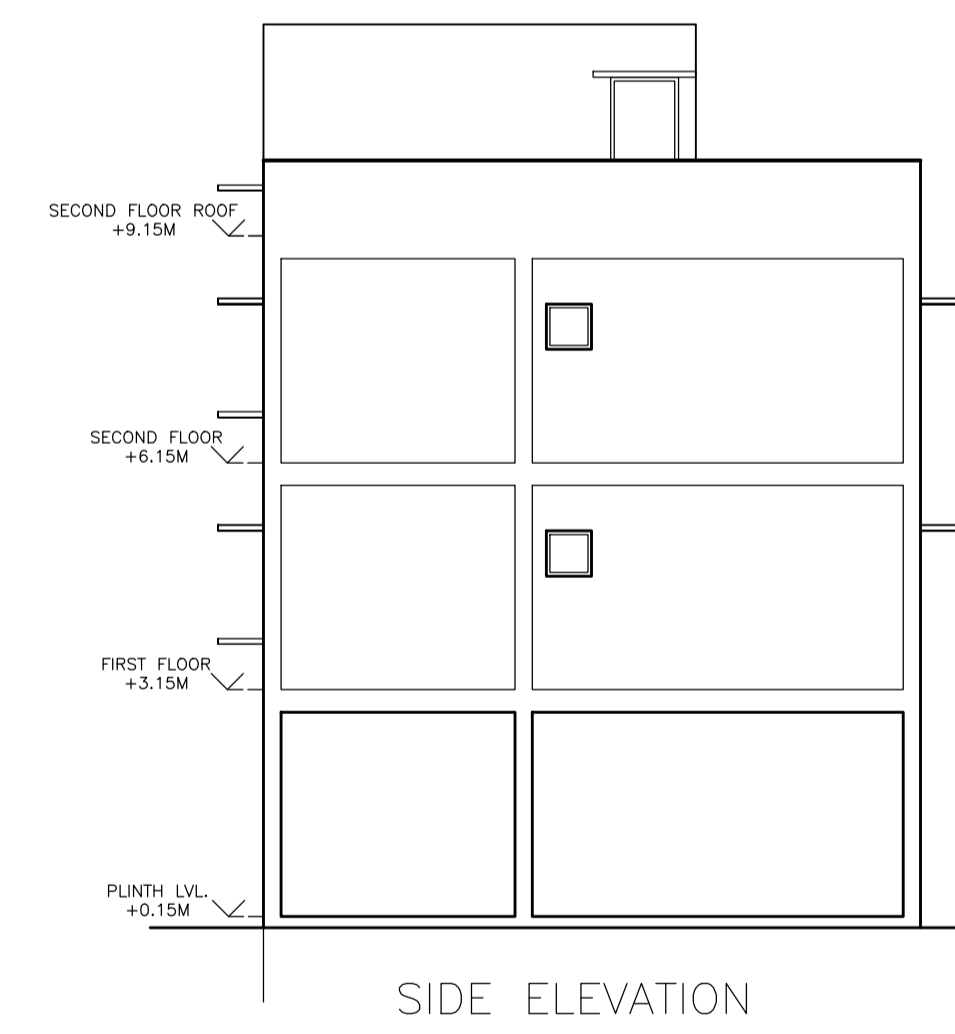 SECOND FLOOR ROOF
+9.15M
SECOND FLOOR
+6.15M
FIRST FLOOR
+3.15M
PLINTH LVL.
+0.15M
SIDE ELEVATION